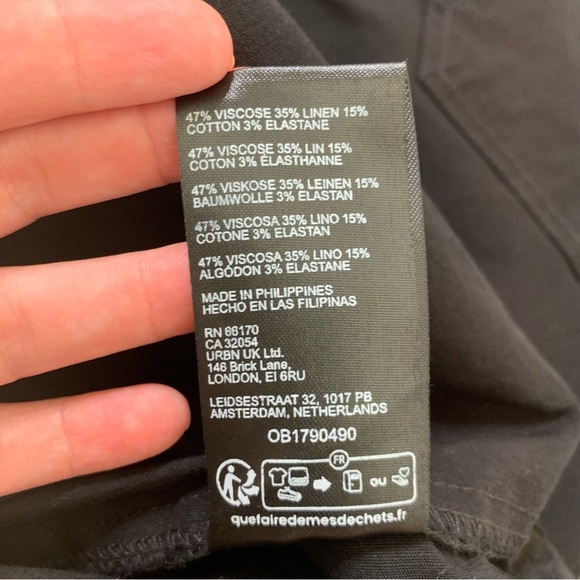 47% VISCOSE 35% LINEN 15%
COTTON 3% ELASTANE
47% VISCOSE 35% LIN 15%
COTON 3% ÉLASTHANNE
47% VISKOSE 35% LEINEN 15%
BAUMWOLLE 3% ELASTAN
47% VISCOSA 35% LINO 15%
COTONE 3% ELASTAN
47% VISCOSA 35% LINO 15%
ALGÓDON 3% ELASTANE
MADE IN PHILIPPINES
HECHO EN LAS FILIPINAS
RN 66170
CA 32054
URBN UK Ltd.
146 Brick Lane,
LONDON, EI 6RU
LEIDSESTRAAT 32, 1017 PB
AMSTERDAM, NETHERLANDS
OB1790490
FR
ou
quefairedemesdechets.fr